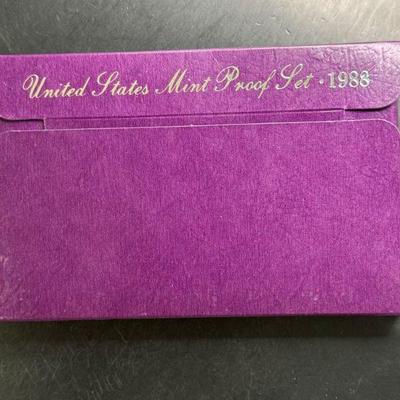 United States Mint Proof Set · 1988